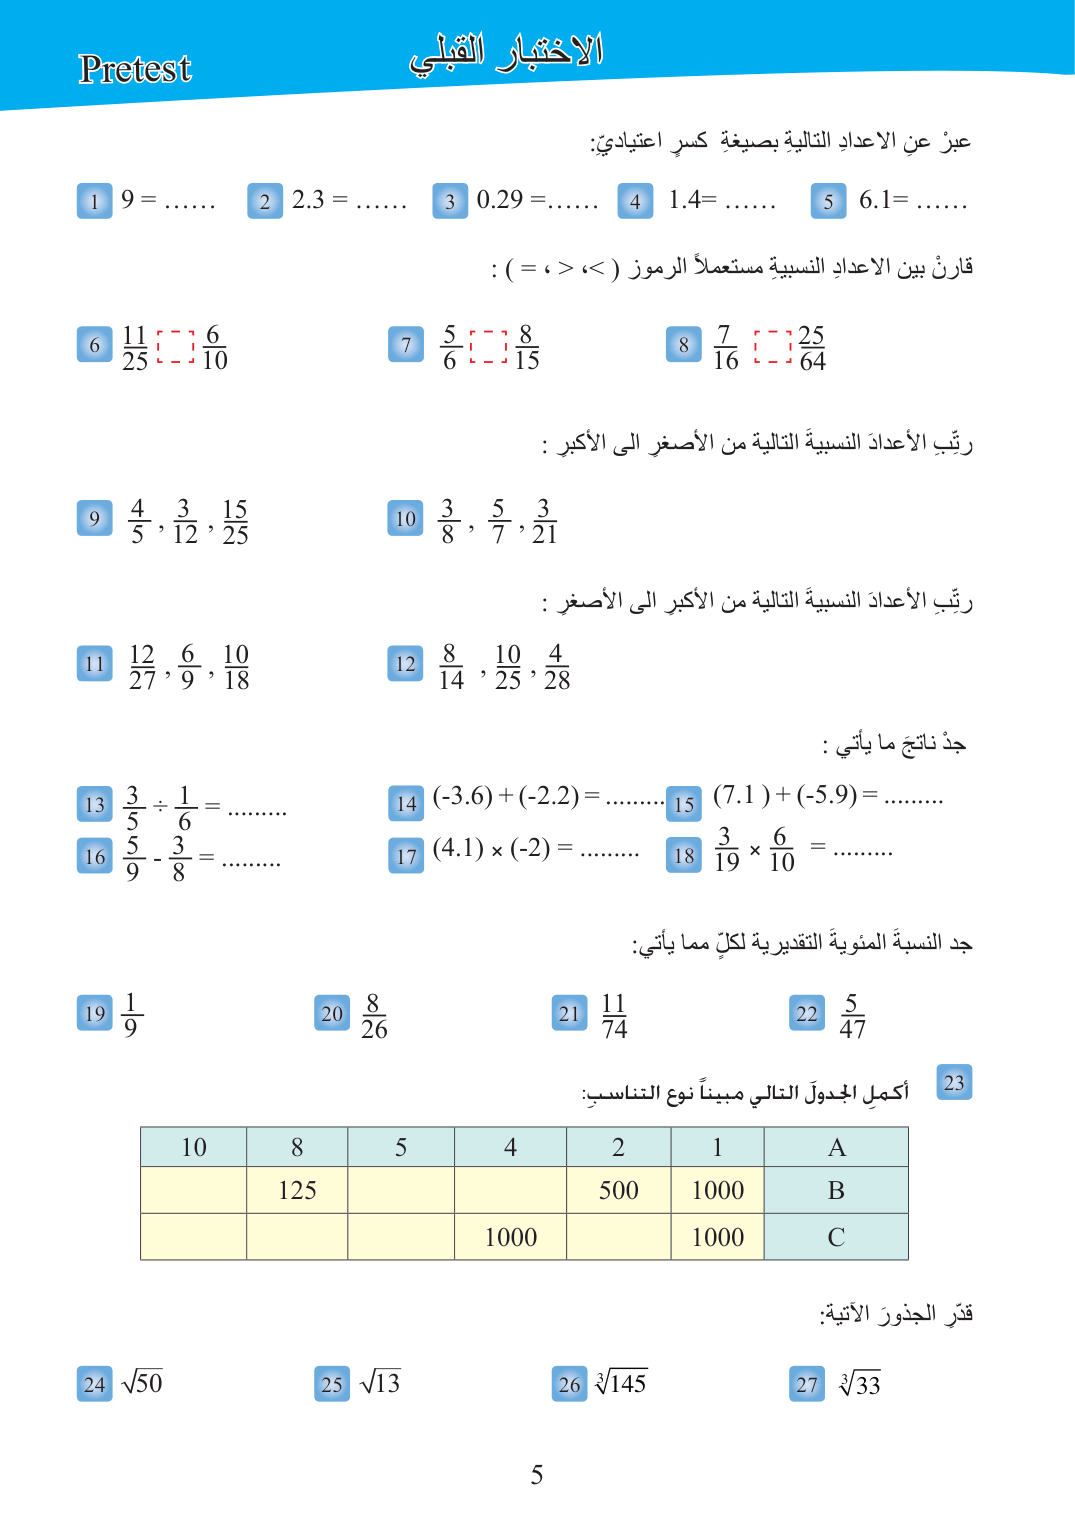 الاختبار القبلي Pretest
عبرْ عنِ الاعدادِ التاليةِ بصيغةِ كسرٍ اعتياديِّ:
1 9 = …… 2 2.3 = …… 3 0.29 =…… 4 1.4= …… 5 6.1= ……
قارنْ بين الاعدادِ النسبيةِ مستعملاً الرموز ( >، < ، = ) :
6 11/25 6/10 7 5/6 8/15 8 7/16 25/64
رتِّبِ الأعدادَ النسبيةَ التالية من الأصغرِ الى الأكبرِ :
9 4/5 , 3/12 , 15/25 10 3/8 , 5/7 , 3/21
رتِّبِ الأعدادَ النسبيةَ التالية من الأكبرِ الى الأصغرِ :
11 12/27 , 6/9 , 10/18 12 8/14 , 10/25 , 4/28
جدْ ناتجَ ما يأتي :
13 3/5 ÷ 1/6 = ......... 14 (-3.6) + (-2.2) = ......... 15 (7.1 ) + (-5.9) = .........
16 5/9 - 3/8 = ......... 17 (4.1) × (-2) = ......... 18 3/19 × 6/10 = .........
جد النسبةَ المئويةَ التقديرية لكلٍّ مما يأتي:
19 1/9 20 8/26 21 11/74 22 5/47
23 أكملِ الجدولَ التالي مبيناً نوع التناسبِ:
10 8 5 4 2 1 A
125 500 1000 B
1000 1000 C
قدّرِ الجذورَ الآتية:
24 √50 25 √13 26 ∛145 27 ∛33
5